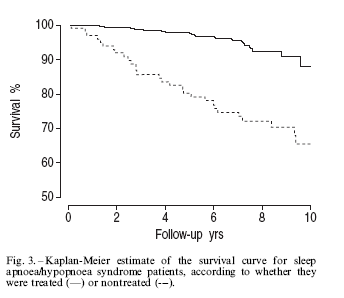 100
90
80
70
60
50
Survival %
0 2 4 6 8 10
Follow-up yrs
Fig. 3. – Kaplan-Meier estimate of the survival curve for sleep
apnoea/hypopnoea syndrome patients, according to whether they
were treated (—) or nontreated (--).